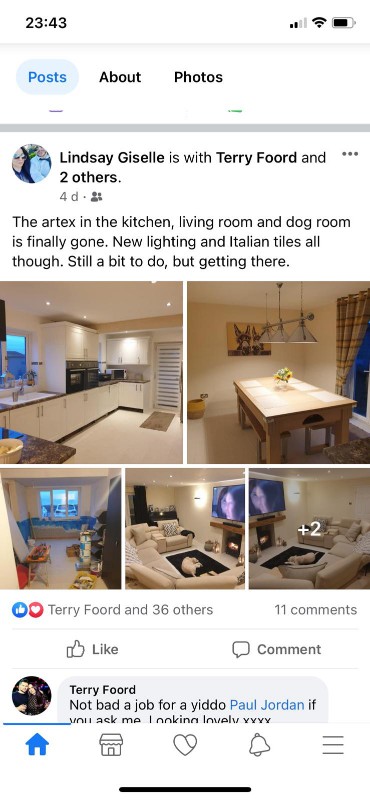 23:43
Posts
About
Photos
Lindsay Giselle is with Terry Foord and
2 others.
4 d ·
The artex in the kitchen, living room and dog room
is finally gone. New lighting and Italian tiles all
though. Still a bit to do, but getting there.
+2
Terry Foord and 36 others
11 comments
Like
Comment
Terry Foord
Not bad a job for a yiddo Paul Jordan if
you ask me. Looking lovely xxxx